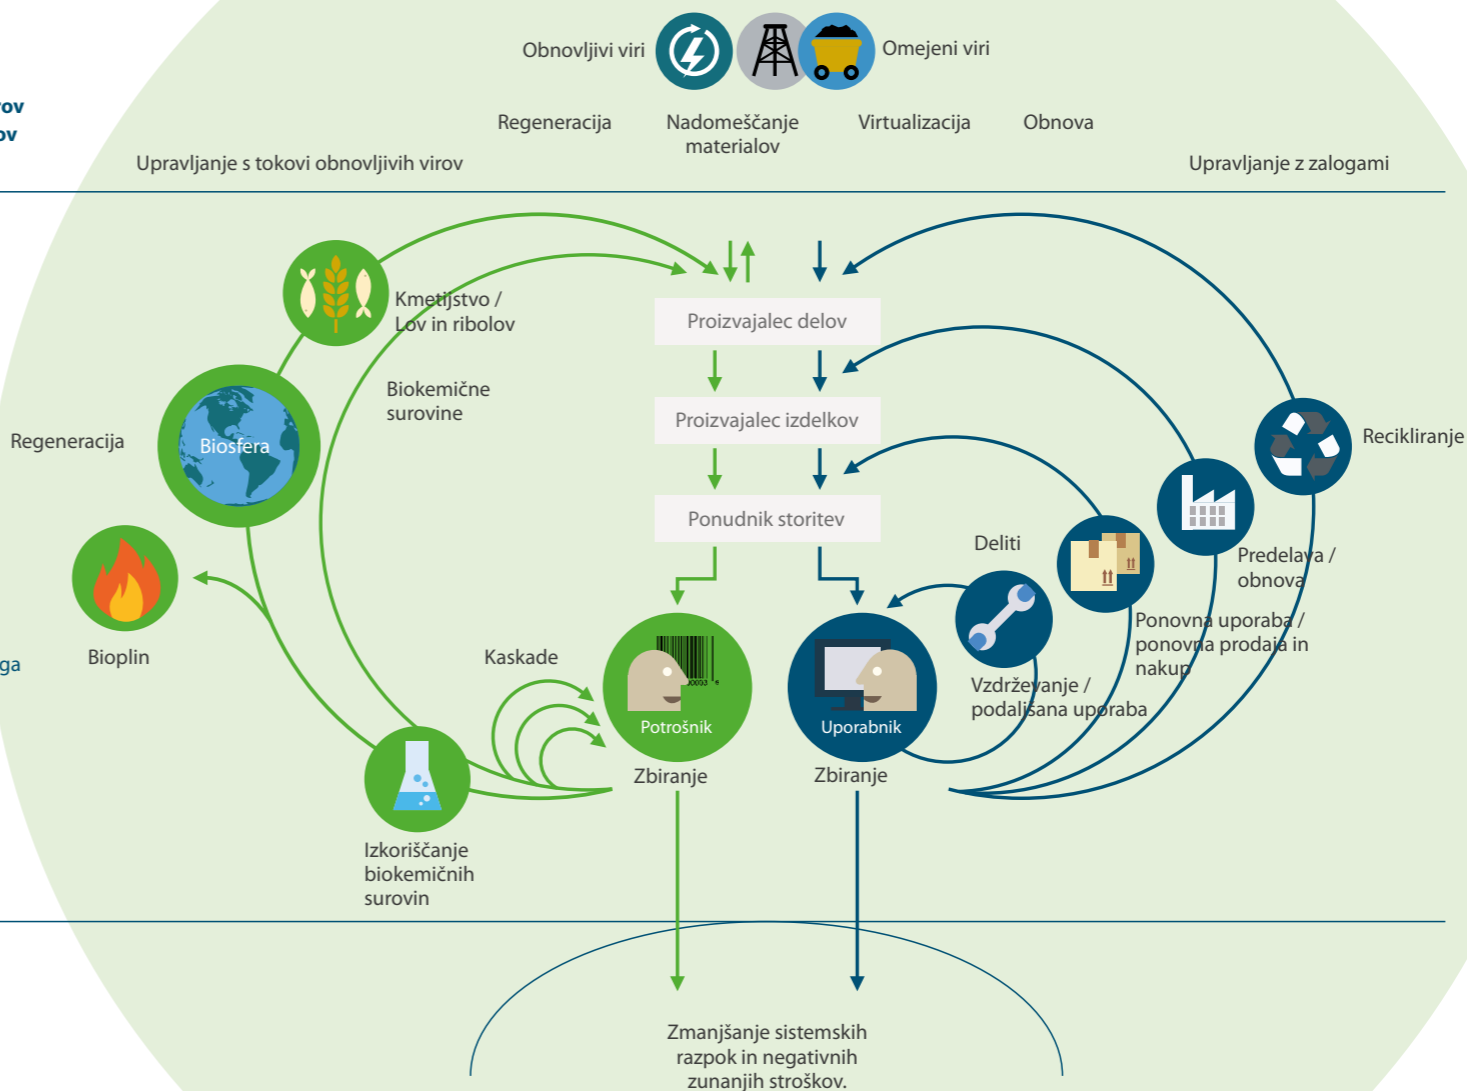 Obnovljivi viri
Omejeni viri
rov
ov
Regeneracija
Nadomeščanje
materialov
Virtualizacija
Obnova
Upravljanje s tokovi obnovljivih virov
Upravljanje z zalogami
Kmetijstvo /
Lov in ribolov
Proizvajalec delov
Biokemične
surovine
Proizvajalec izdelkov
Regeneracija
Biosfera
Recikliranje
Ponudnik storitev
Deliti
Predelava /
obnova
Ponovna uporaba /
ponovna prodaja in
nakup
ga
Bioplin
Kaskade
Vzdrževanje /
podaljšana uporaba
Potrošnik
Uporabnik
Zbiranje
Zbiranje
Izkoriščanje
biokemičnih
surovin
Zmanjšanje sistemskih
razpok in negativnih
zunanjih stroškov.